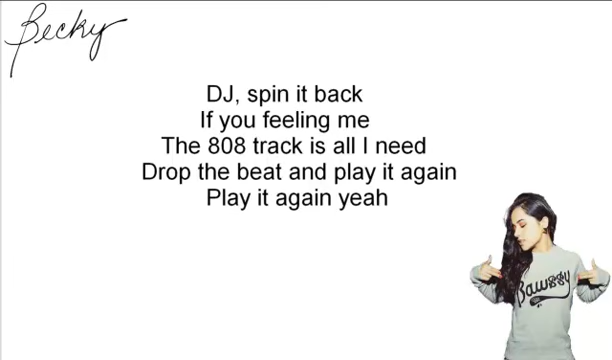 Becky
DJ, spin it back
If you feeling me
The 808 track is all I need
Drop the beat and play it again
Play it again yeah
Bawssy